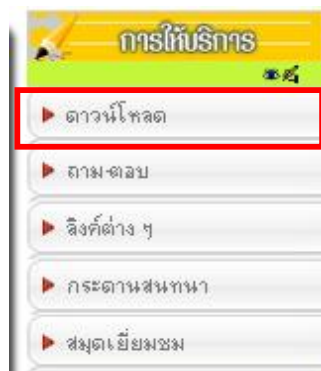 การให้บริการ
ดาวน์โหลด
ถาม-ตอบ
ลิงค์ต่าง ๆ
กระดานสนทนา
สมุดเยี่ยมชม